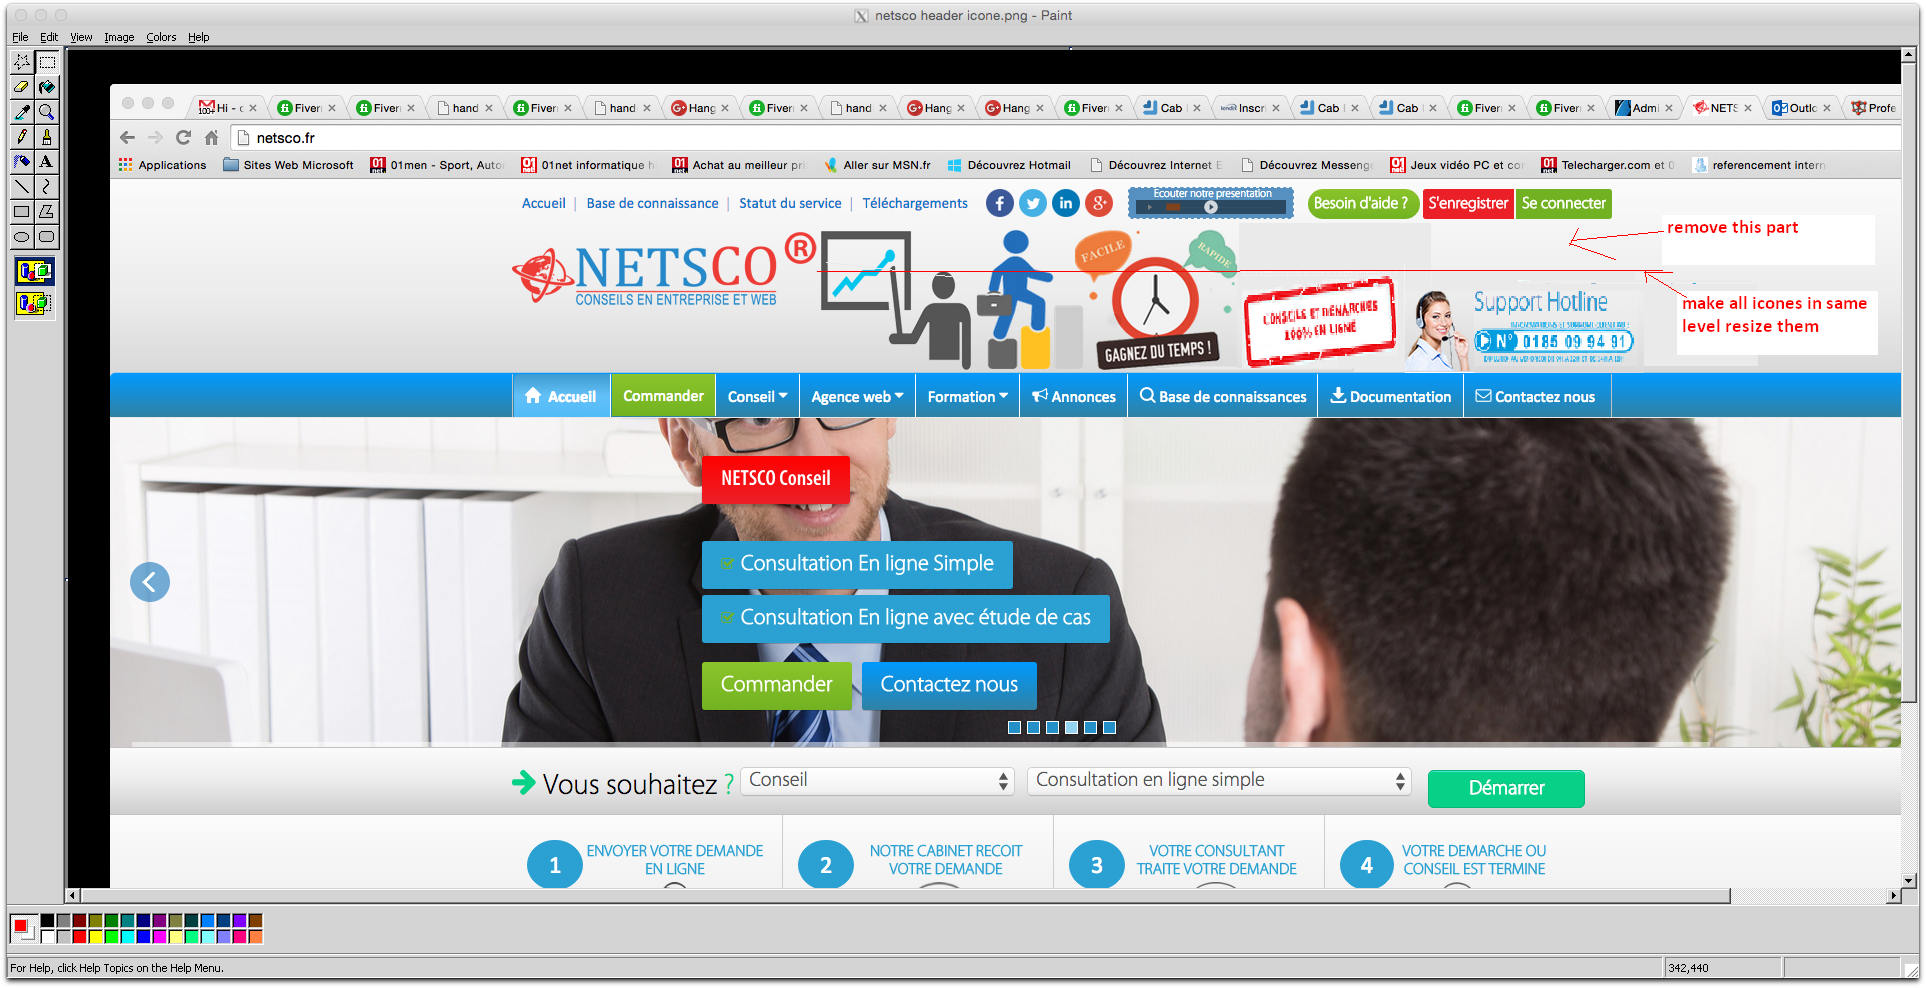 netsco header icone.png - Paint
File Edit View Image Colors Help
Hi - c Fiver Fiver hand Fiver hand Hang Fiver hand Hang Hang Fiver Cab Inscri Cab Cab Fiver Fiver Admi NETS Outlo Profe
netsco.fr
Applications Sites Web Microsoft 01men - Sport, Auto 01net informatique Achat au meilleur pri Aller sur MSN.fr Découvrez Hotmail Découvrez Internet E Découvrez Messenge Jeux vidéo PC et co Telecharger.com et 0 referencement intern
Accueil | Base de connaissance | Statut du service | Téléchargements
Ecouter notre presentation
Besoin d'aide ? S'enregistrer Se connecter
remove this part
NETSCO ®
CONSEILS EN ENTREPRISE ET WEB
FACILE
RAPIDE
GAGNEZ DU TEMPS !
CONSEILS ET DEMARCHES
100% EN LIGNE
Support Hotline
N° 0185 09 94 91
make all icones in same
level resize them
Accueil Commander Conseil Agence web Formation Annonces Base de connaissances Documentation Contactez nous
NETSCO Conseil
Consultation En ligne Simple
Consultation En ligne avec étude de cas
Commander Contactez nous
Vous souhaitez ? Conseil Consultation en ligne simple Démarrer
1 ENVOYER VOTRE DEMANDE
EN LIGNE
2 NOTRE CABINET RECOIT
VOTRE DEMANDE
3 VOTRE CONSULTANT
TRAITE VOTRE DEMANDE
4 VOTRE DEMARCHE OU
CONSEIL EST TERMINE
For Help, click Help Topics on the Help Menu.
342,440